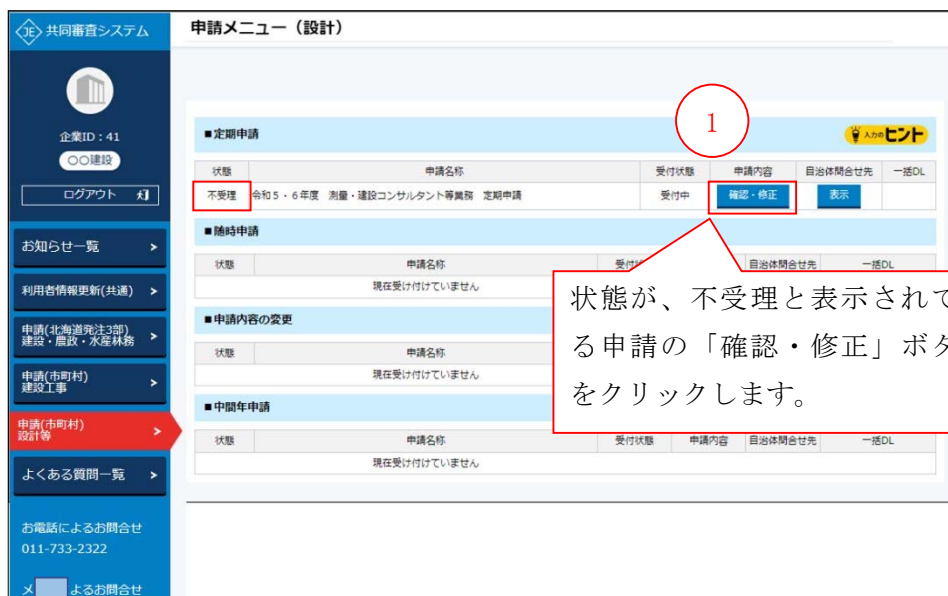 JE 共同審査システム
企業ID：41
〇〇建設
ログアウト
お知らせ一覧 >
利用者情報更新(共通) >
申請(北海道発注3部)
建設・農政・水産林務 >
申請(市町村)
建設工事 >
申請(市町村)
設計等 >
よくある質問一覧 >
お電話によるお問合せ
011-733-2322
メ よるお問合せ
申請メニュー（設計）
1
■定期申請
入力のヒント
状態 申請名称 受付状態 申請内容 自治体問合せ先 一括DL
不受理 令和5・6年度 測量・建設コンサルタント等業務 定期申請 受付中 確認・修正 表示
■随時申請
状態 申請名称 自治体問合せ先 一括DL
現在受け付けていません
■申請内容の変更
状態 申請名称
現在受け付けていません
■中間年申請
状態 申請名称 受付状態 申請内容 自治体問合せ先 一括DL
現在受け付けていません
状態が、不受理と表示されて
る申請の「確認・修正」ボタ
をクリックします。